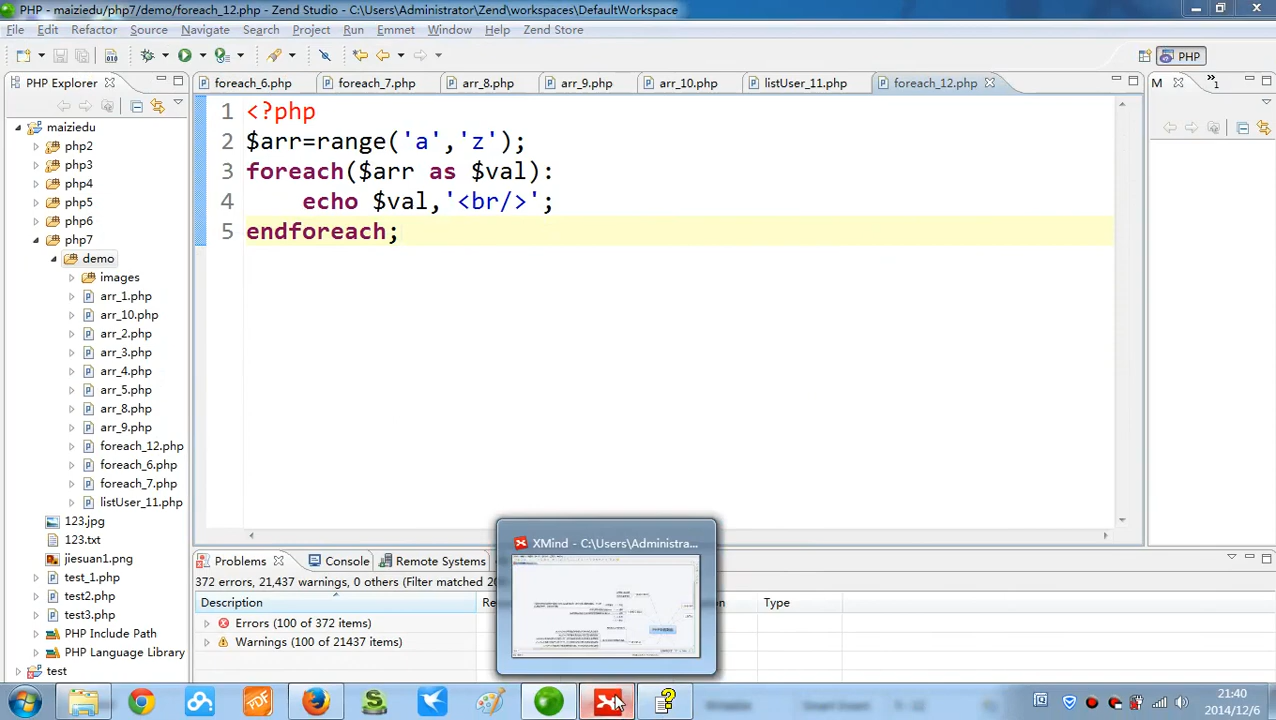 PHP - maiziedu/php7/demo/foreach_12.php - Zend Studio - C:\Users\Administrator\Zend\workspaces\DefaultWorkspace
File Edit Refactor Source Navigate Search Project Run Emmet Window Help Zend Store
PHP
PHP Explorer
foreach_6.php foreach_7.php arr_8.php arr_9.php arr_10.php listUser_11.php foreach_12.php
M
1
maiziedu
php2
php3
php4
php5
php6
php7
demo
images
arr_1.php
arr_10.php
arr_2.php
arr_3.php
arr_4.php
arr_5.php
arr_8.php
arr_9.php
foreach_12.php
foreach_6.php
foreach_7.php
listUser_11.php
123.jpg
123.txt
jiesuan1.png
test_1.php
test2.php
test3.php
PHP Include Path
PHP Language Library
test
1 <?php
2 $arr=range('a','z');
3 foreach($arr as $val):
4 echo $val,'<br/>';
5 endforeach;
XMind - C:\Users\Administra...
Problems Console Remote Systems
372 errors, 21,437 warnings, 0 others (Filter matched 20
Description Re on Type
Errors (100 of 372 items)
Warnings 21437 items)
PDF
21:40
2014/12/6